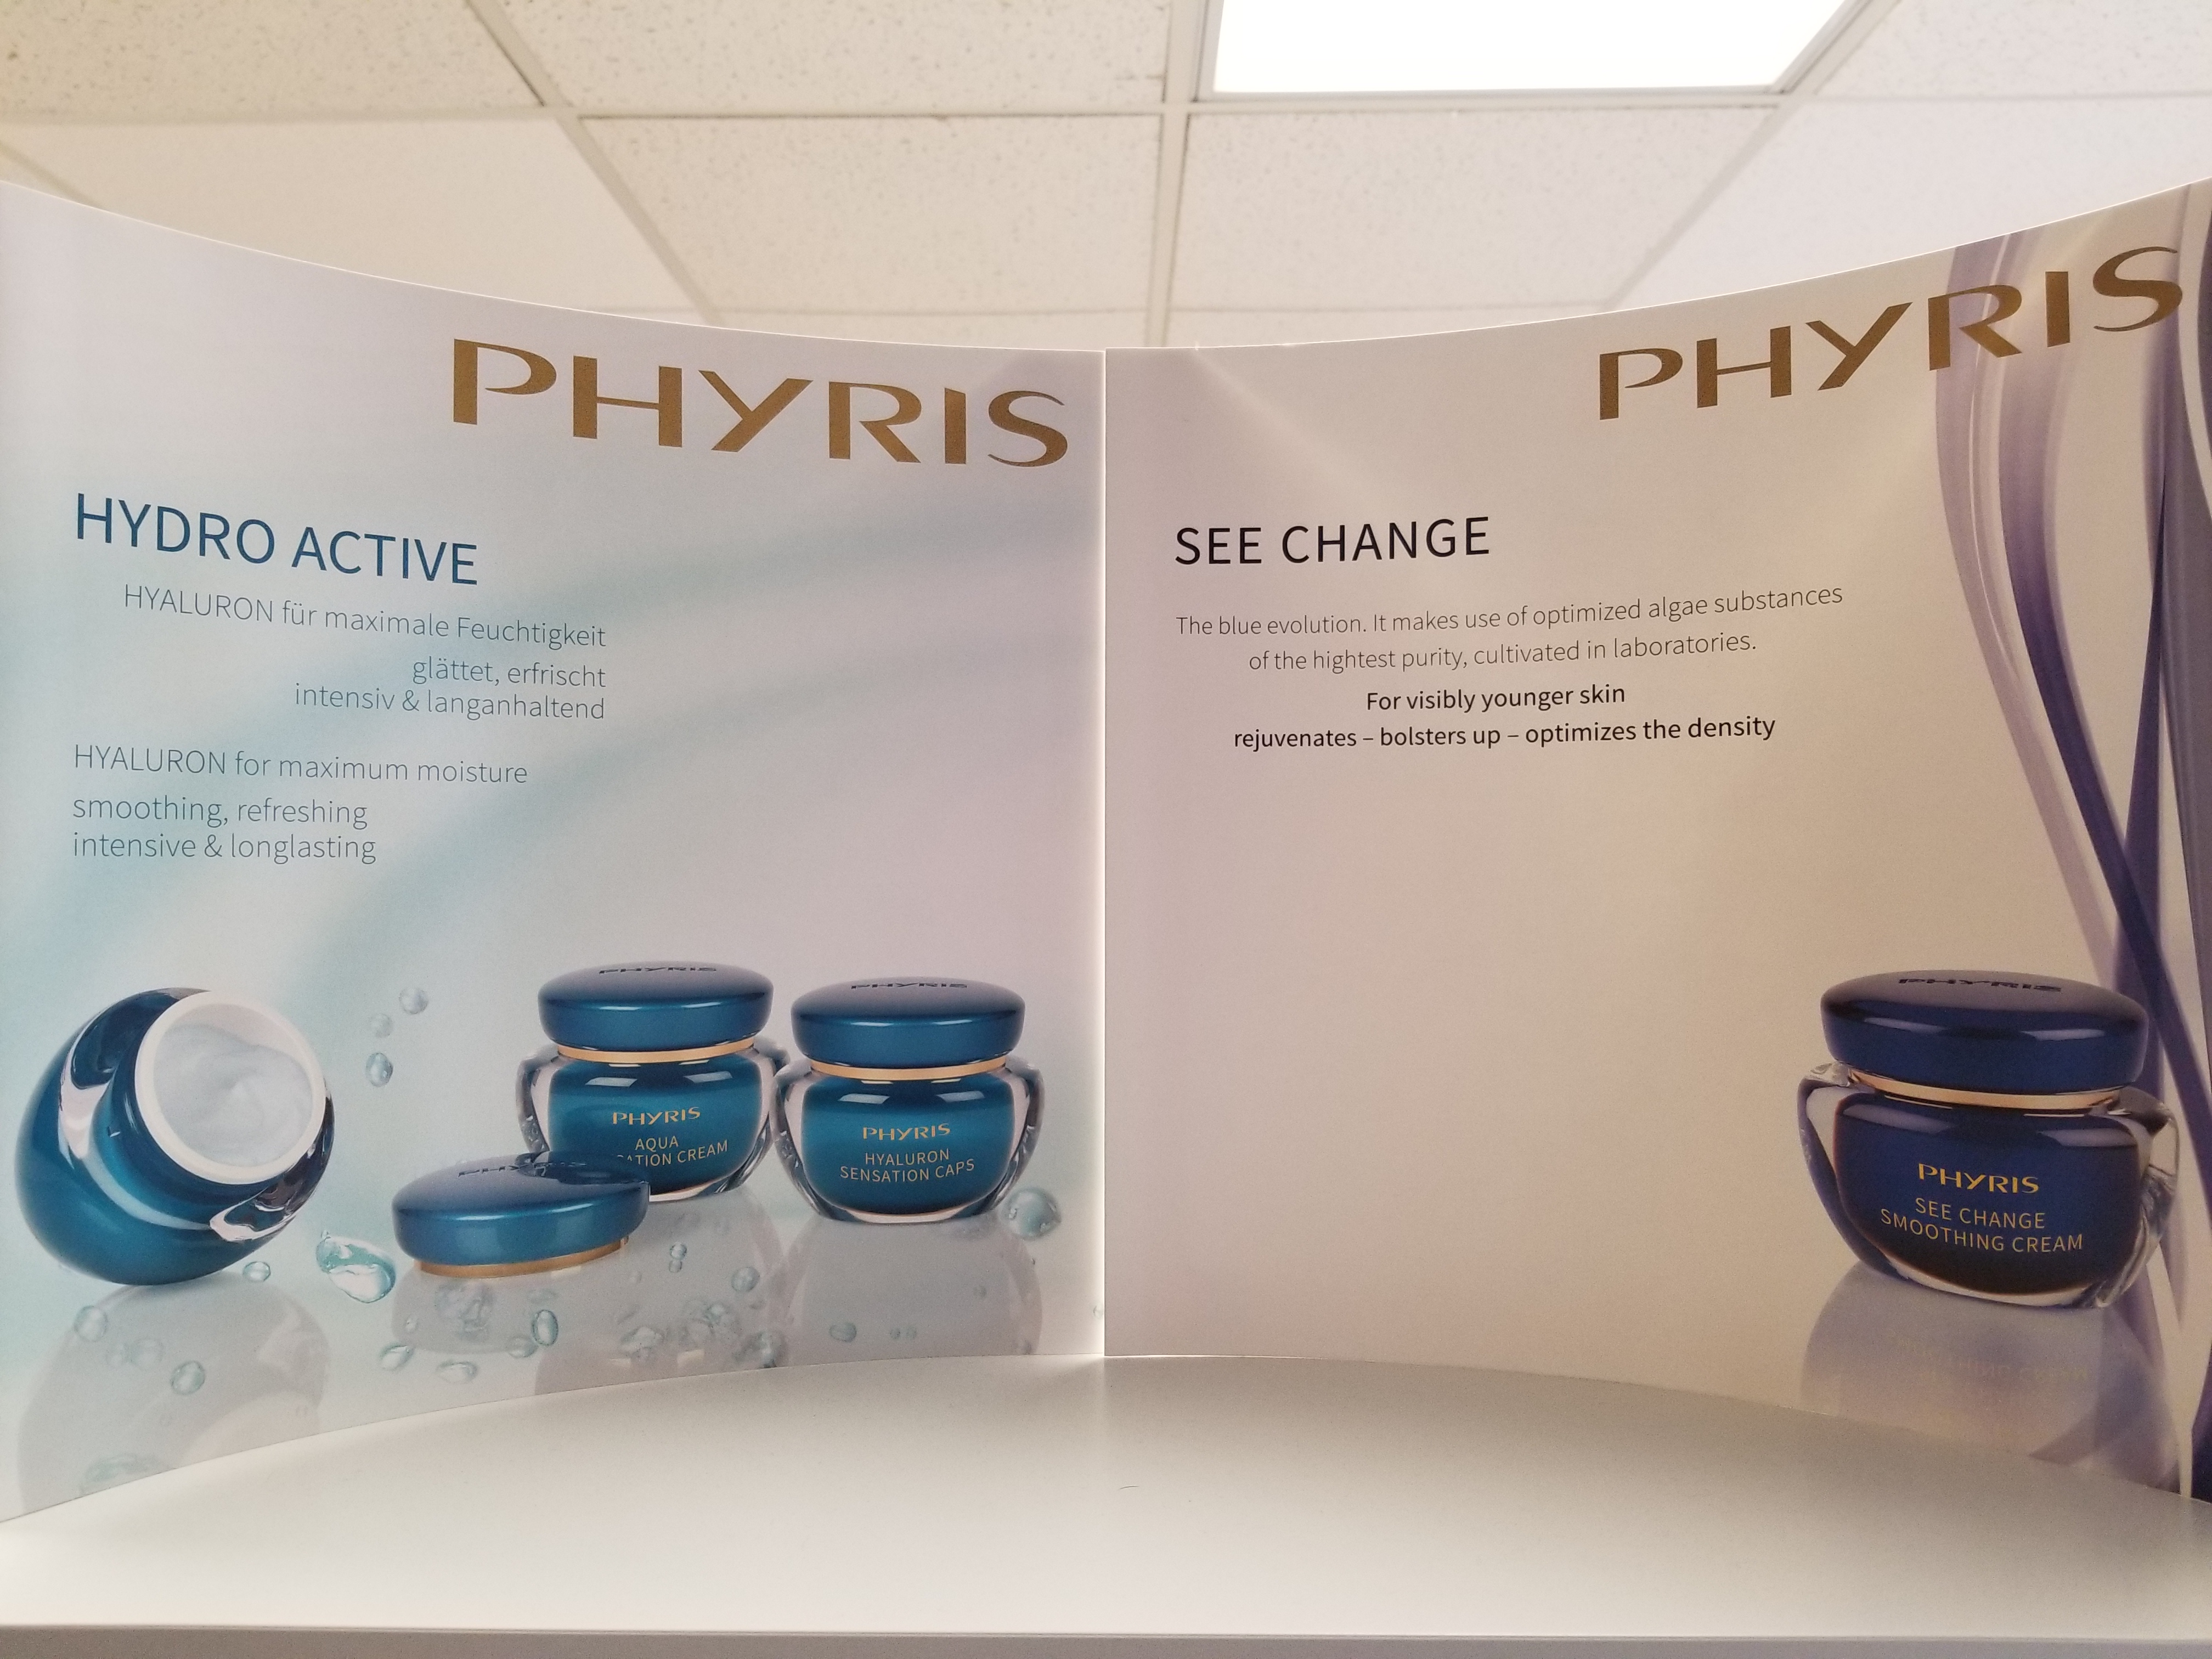 PHYRIS
HYDRO ACTIVE
HYALURON für maximale Feuchtigkeit
glättet, erfrischt
intensiv & langanhaltend
HYALURON for maximum moisture
smoothing, refreshing
intensive & longlasting
PHYRIS
PHYRIS
AQUA
CREAM
PHYRIS
PHYRIS
HYALURON
SENSATION CAPS
PHYRIS
SEE CHANGE
The blue evolution. It makes use of optimized algae substances
of the hightest purity, cultivated in laboratories.
For visibly younger skin
rejuvenates – bolsters up – optimizes the density
PHYRIS
PHYRIS
SEE CHANGE
SMOOTHING CREAM